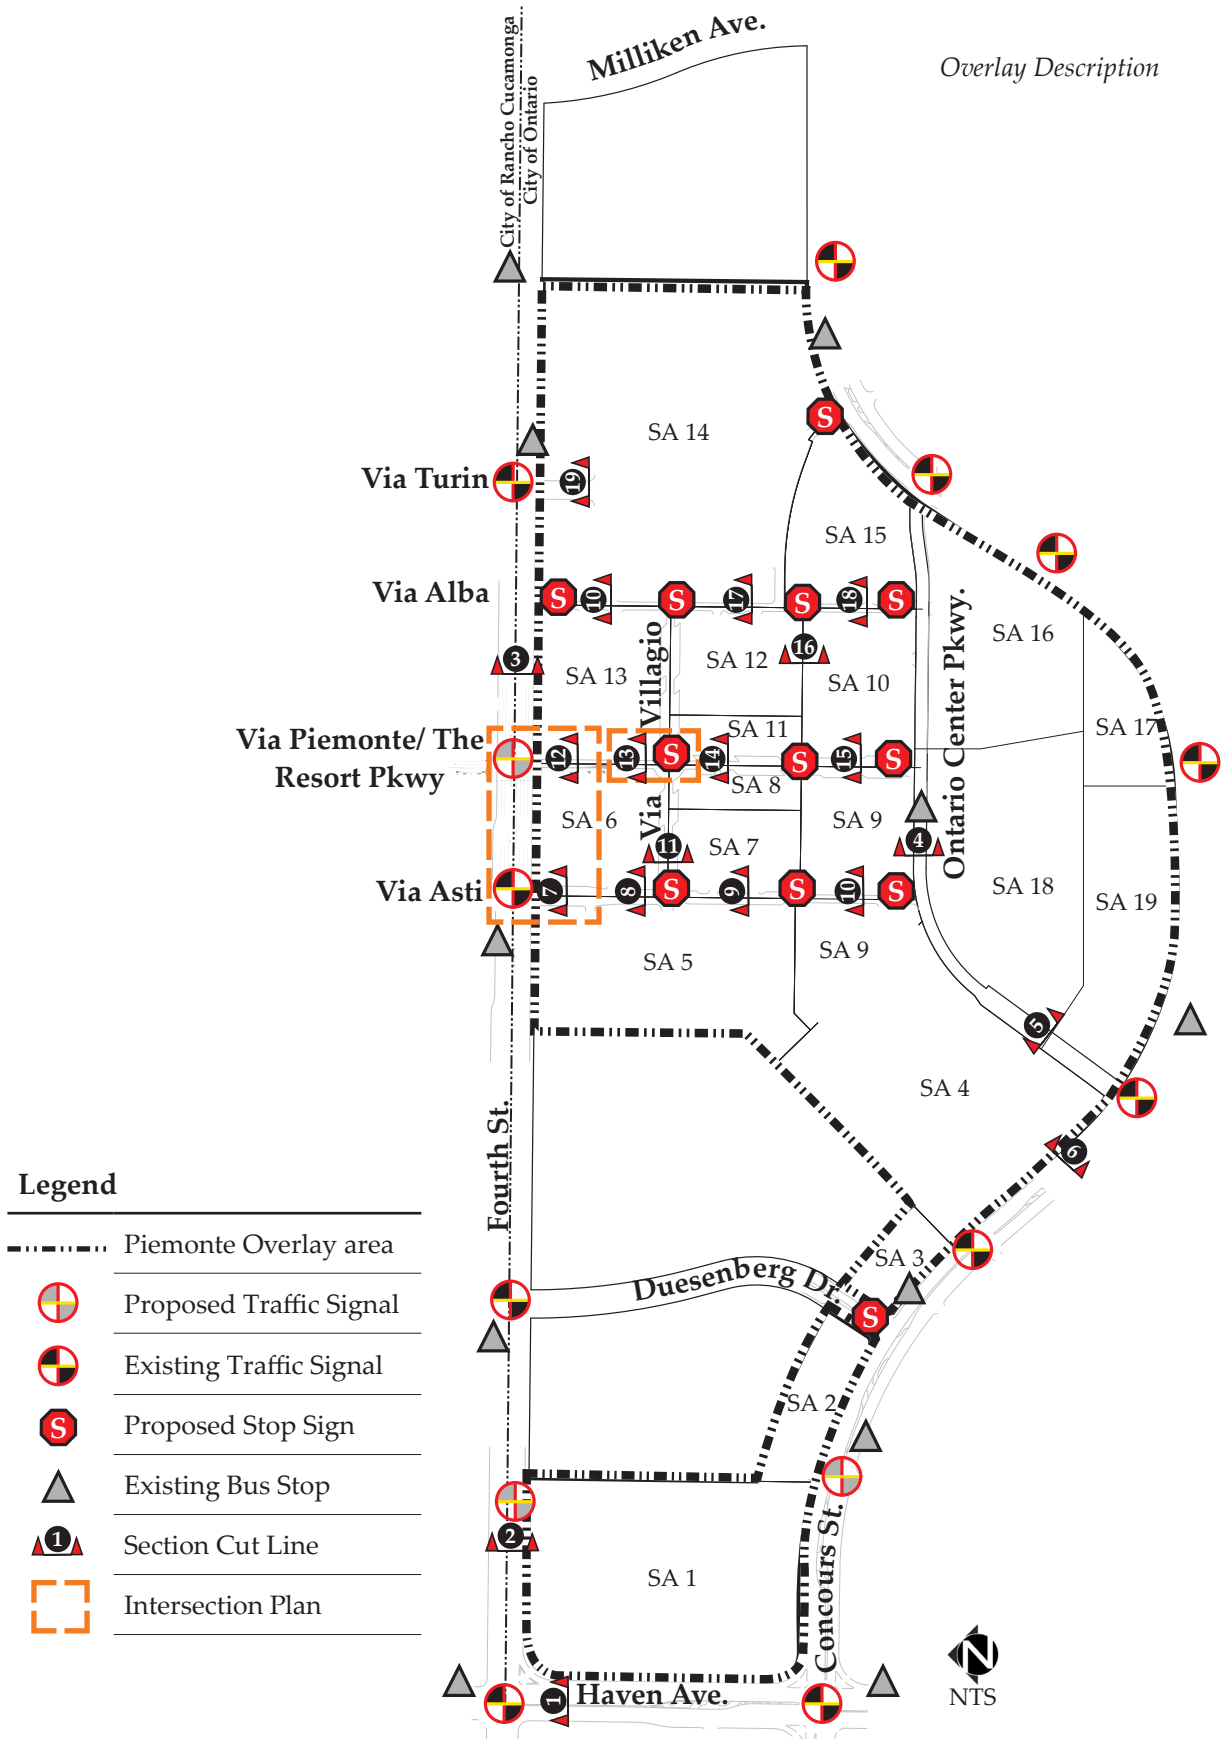 Milliken Ave.
Overlay Description
City of Rancho Cucamonga
City of Ontario
S
SA 14
Via Turin
19
SA 15
Via Alba
S
10
S
17
S
18
S
Ontario Center Pkwy.
SA 16
3
SA 13
Via Villagio
SA 12
16
SA 10
SA 11
SA 17
Via Piemonte/ The
Resort Pkwy
12
13
S
14
S
15
S
SA 8
SA 6
SA 9
SA 7
11
4
Via Asti
7
8
S
9
S
10
S
SA 18
SA 19
SA 5
SA 9
5
SA 4
6
Fourth St.
SA 3
Duesenberg Dr.
S
SA 2
2
SA 1
Concours St.
1
Haven Ave.
N
NTS
Legend
Piemonte Overlay area
Proposed Traffic Signal
Existing Traffic Signal
S
Proposed Stop Sign
Existing Bus Stop
1
Section Cut Line
Intersection Plan